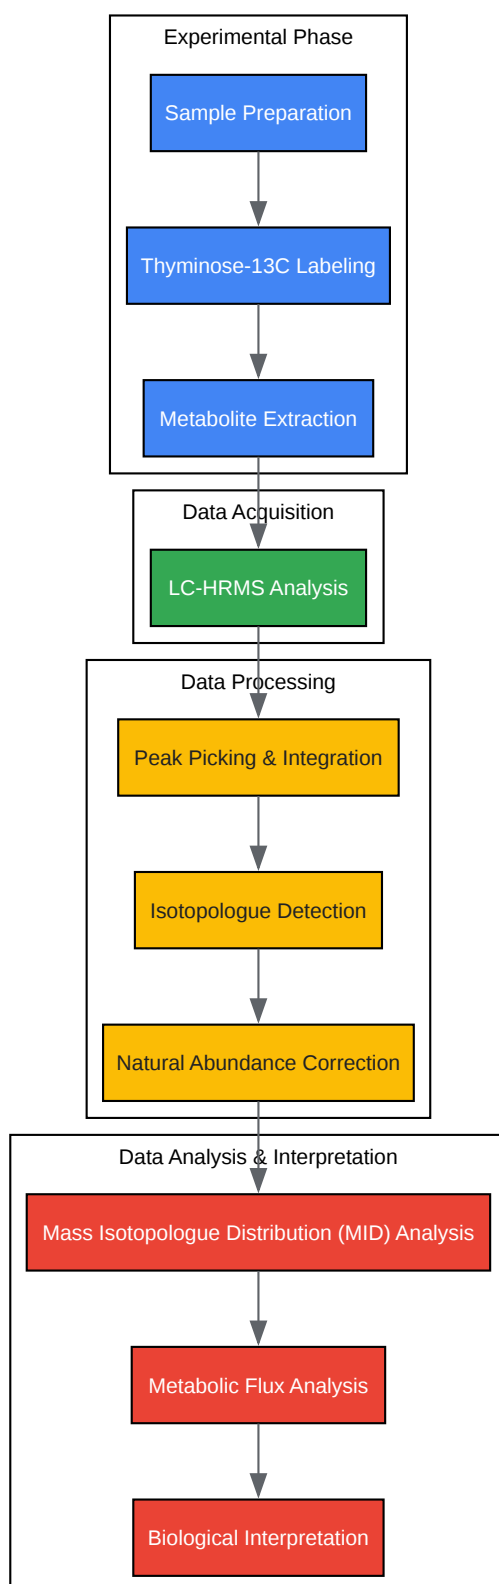 Experimental Phase
Sample Preparation
Thyminose-13C Labeling
Metabolite Extraction
Data Acquisition
LC-HRMS Analysis
Data Processing
Peak Picking & Integration
Isotopologue Detection
Natural Abundance Correction
Data Analysis & Interpretation
Mass Isotopologue Distribution (MID) Analysis
Metabolic Flux Analysis
Biological Interpretation